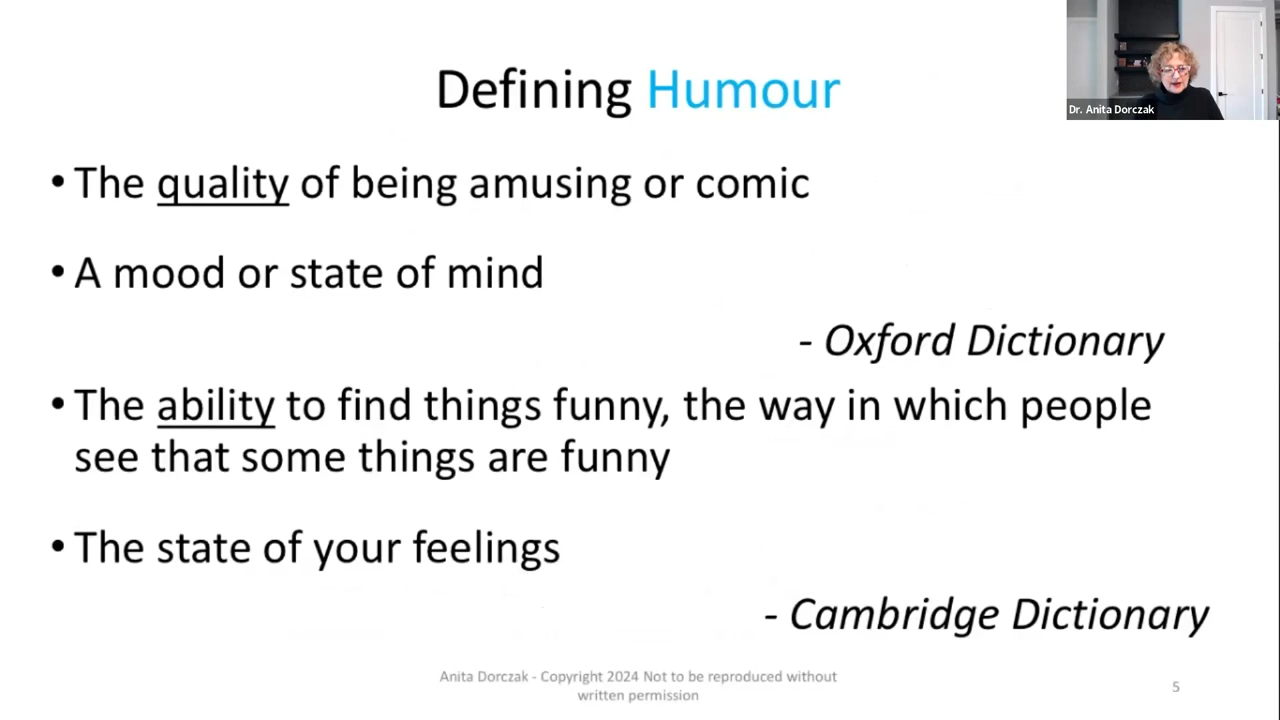 Defining Humour
Dr. Anita Dorczak
• The quality of being amusing or comic
• A mood or state of mind
- Oxford Dictionary
• The ability to find things funny, the way in which people
see that some things are funny
• The state of your feelings
- Cambridge Dictionary
Anita Dorczak - Copyright 2024 Not to be reproduced without
written permission
5